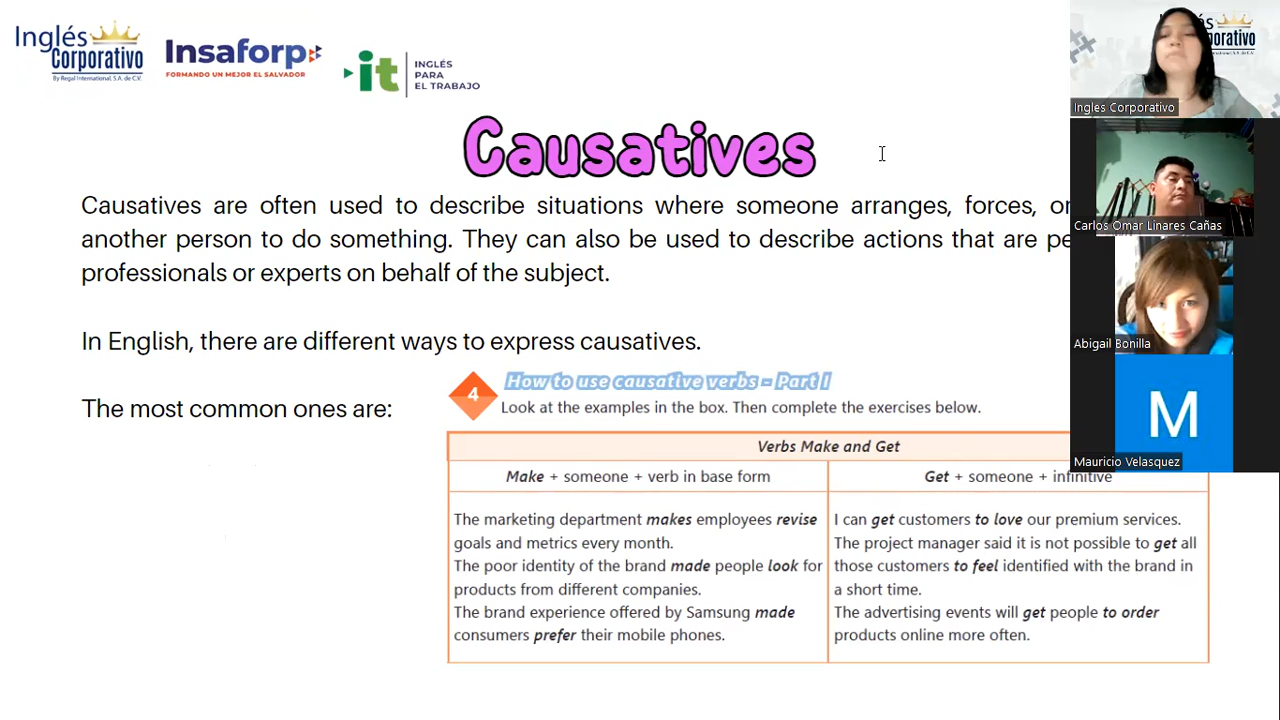 Inglés
Corporativo
By Regal International, S.A. de C.V.
Insaforp
FORMANDO UN MEJOR EL SALVADOR
it
INGLÉS
PARA
EL TRABAJO
Causatives
Causatives are often used to describe situations where someone arranges, forces, or
another person to do something. They can also be used to describe actions that are pe
professionals or experts on behalf of the subject.
In English, there are different ways to express causatives.
The most common ones are:
4
How to use causative verbs - Part I
Look at the examples in the box. Then complete the exercises below.
Verbs Make and Get
Make + someone + verb in base form
The marketing department makes employees revise
goals and metrics every month.
The poor identity of the brand made people look for
products from different companies.
The brand experience offered by Samsung made
consumers prefer their mobile phones.
Get + someone + infinitive
I can get customers to love our premium services.
The project manager said it is not possible to get all
those customers to feel identified with the brand in
a short time.
The advertising events will get people to order
products online more often.
Ingles Corporativo
Carlos Omar Linares Cañas
Abigail Bonilla
M
Mauricio Velasquez